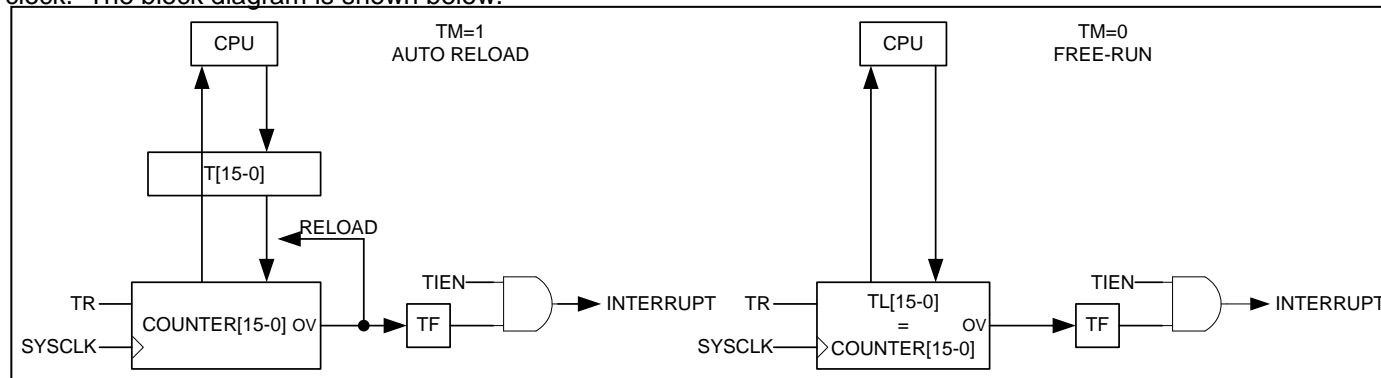 clock. The block diagram is shown below.
CPU
TM=1
AUTO RELOAD
T[15-0]
RELOAD
TR
SYSCLK
COUNTER[15-0] OV
TF
TIEN
INTERRUPT
CPU
TM=0
FREE-RUN
TR
SYSCLK
TL[15-0]
=
COUNTER[15-0]
OV
TF
TIEN
INTERRUPT